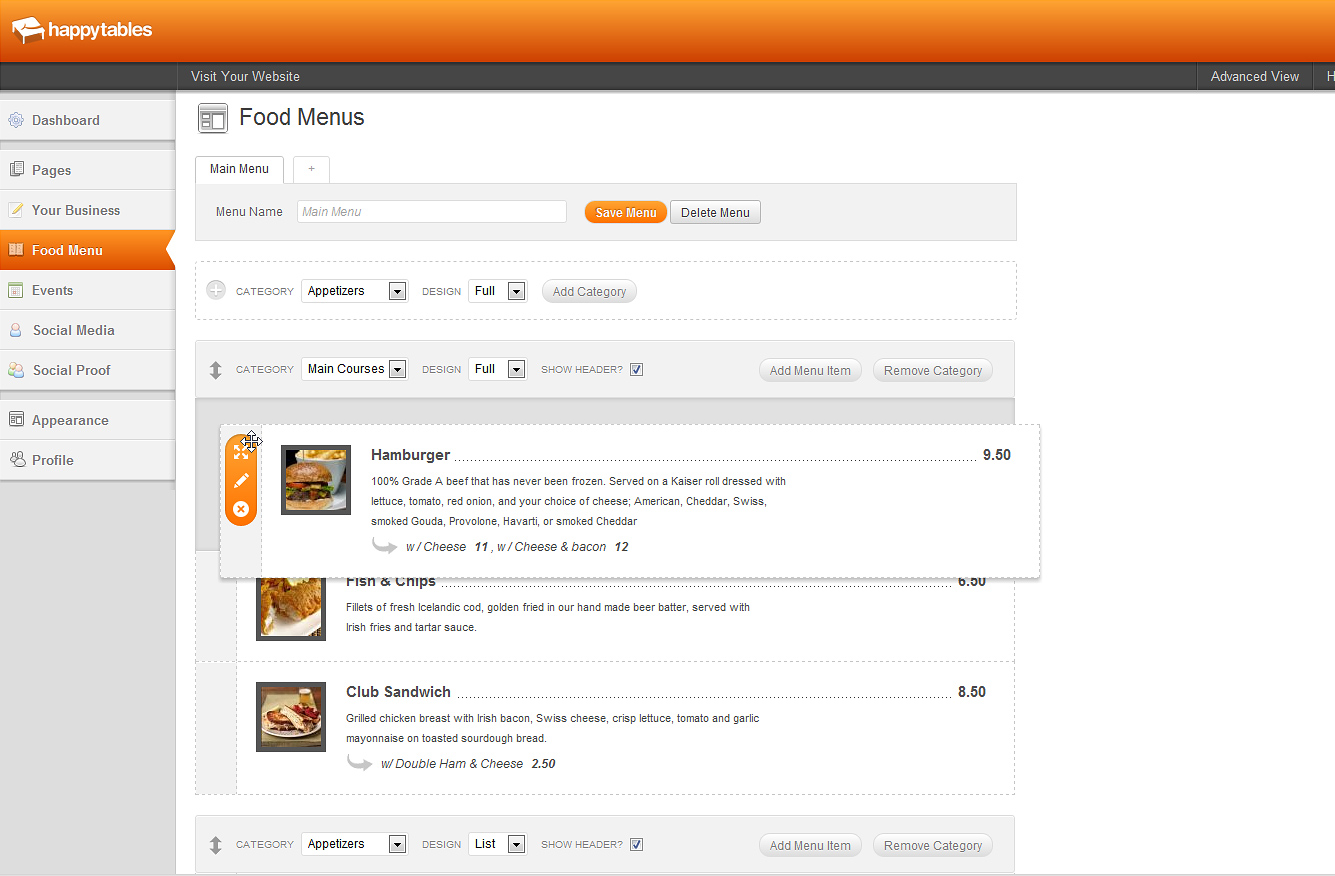 happytables
Visit Your Website
Advanced View
H
Dashboard
Pages
Your Business
Food Menu
Events
Social Media
Social Proof
Appearance
Profile
Food Menus
Main Menu +
Menu Name Main Menu Save Menu Delete Menu
CATEGORY Appetizers DESIGN Full Add Category
CATEGORY Main Courses DESIGN Full SHOW HEADER? Add Menu Item Remove Category
Hamburger 9.50
100% Grade A beef that has never been frozen. Served on a Kaiser roll dressed with
lettuce, tomato, red onion, and your choice of cheese; American, Cheddar, Swiss,
smoked Gouda, Provolone, Havarti, or smoked Cheddar
w / Cheese 11 , w / Cheese & bacon 12
Fish & Chips 6.50
Fillets of fresh Icelandic cod, golden fried in our hand made beer batter, served with
Irish fries and tartar sauce.
Club Sandwich 8.50
Grilled chicken breast with Irish bacon, Swiss cheese, crisp lettuce, tomato and garlic
mayonnaise on toasted sourdough bread.
w/ Double Ham & Cheese 2.50
CATEGORY Appetizers DESIGN List SHOW HEADER? Add Menu Item Remove Category